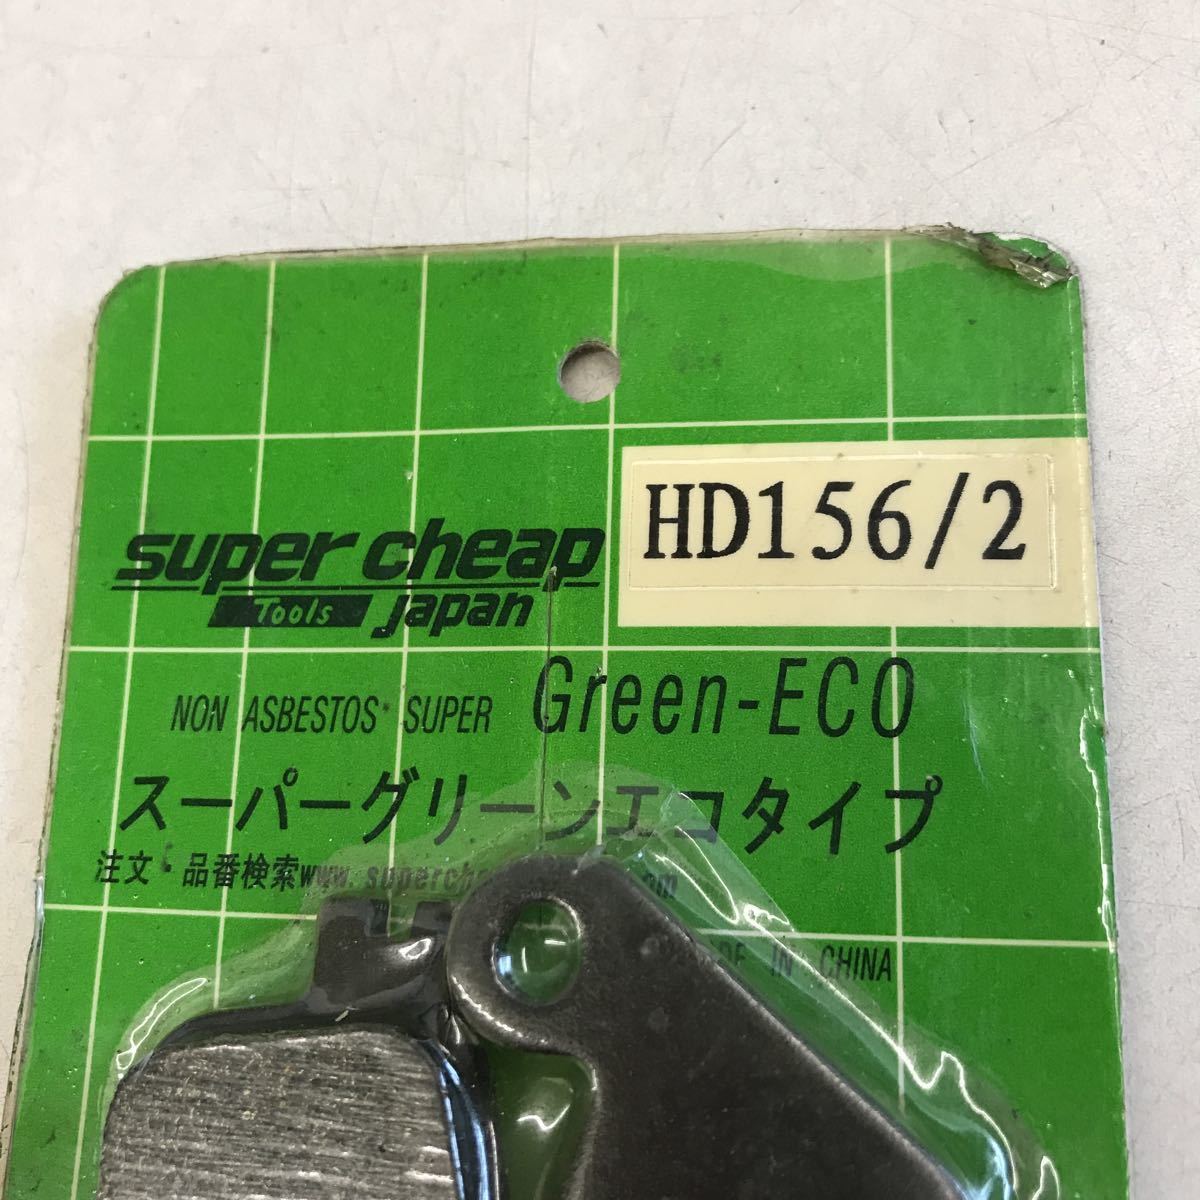 HD156/2
super cheap
Tools japan
NON ASBESTOS SUPER Green-ECO
スーパーグリーンエコタイプ
注文・品番検索www.superchea
IN CHINA